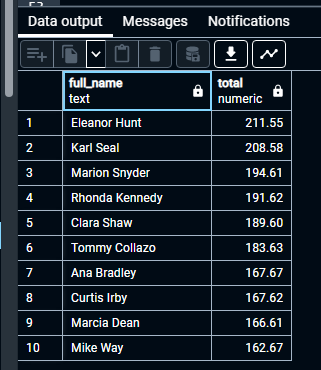 Data output Messages Notifications
full_name total
text numeric
1 Eleanor Hunt 211.55
2 Karl Seal 208.58
3 Marion Snyder 194.61
4 Rhonda Kennedy 191.62
5 Clara Shaw 189.60
6 Tommy Collazo 183.63
7 Ana Bradley 167.67
8 Curtis Irby 167.62
9 Marcia Dean 166.61
10 Mike Way 162.67